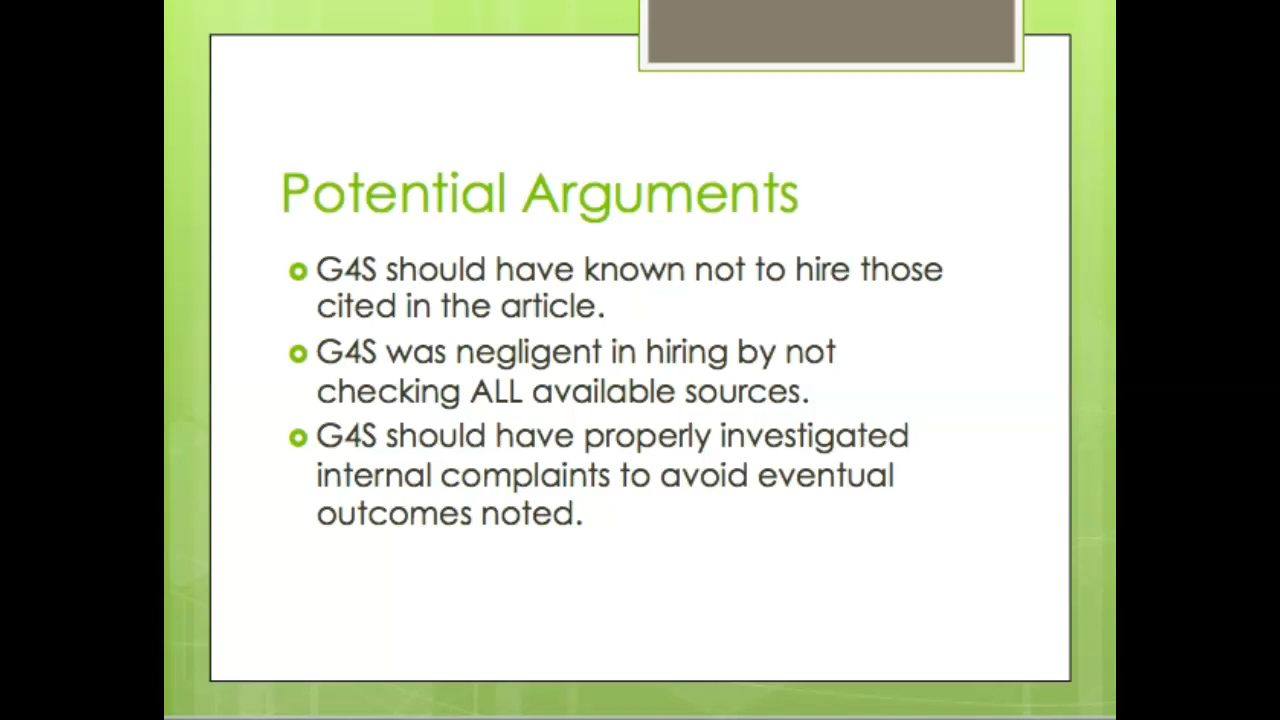 Potential Arguments
G4S should have known not to hire those
cited in the article.
G4S was negligent in hiring by not
checking ALL available sources.
G4S should have properly investigated
internal complaints to avoid eventual
outcomes noted.